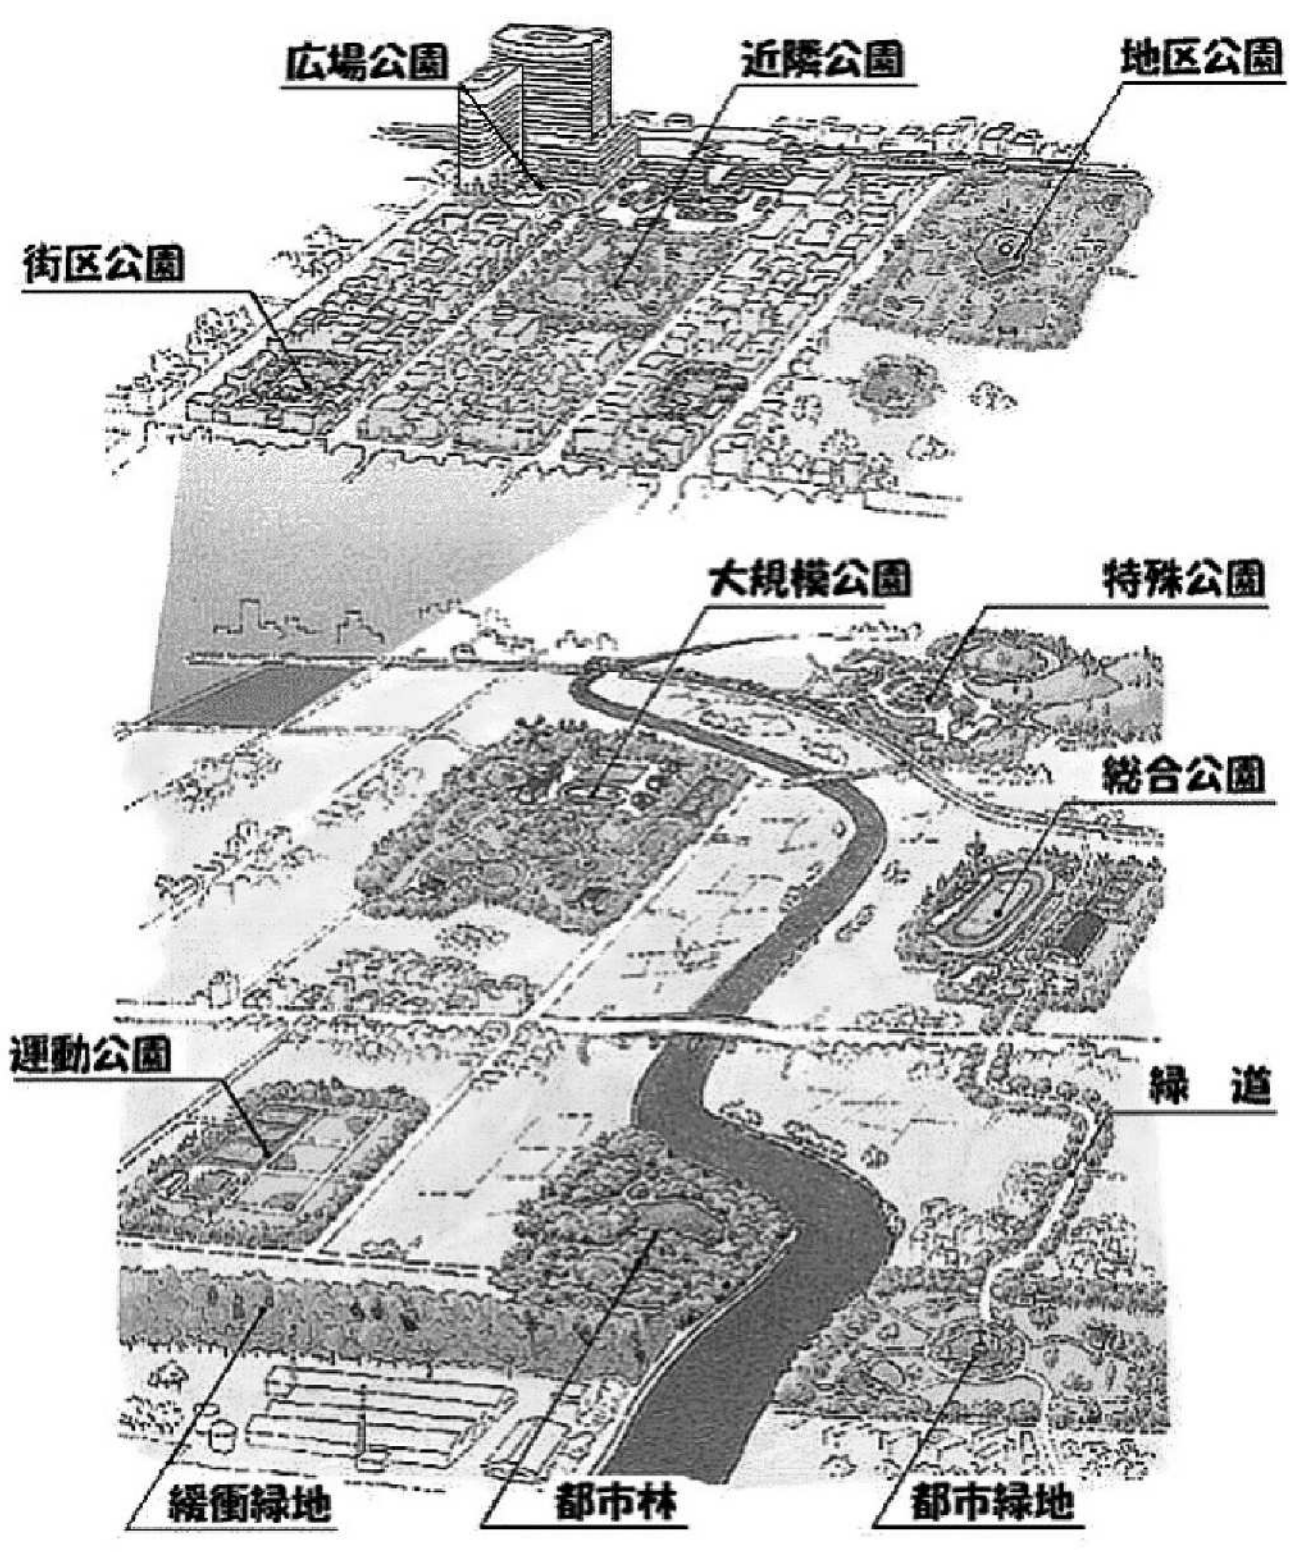 広場公園
近隣公園
地区公園
街区公園
大規模公園
特殊公園
総合公園
運動公園
緑 道
緩衝緑地
都市林
都市緑地